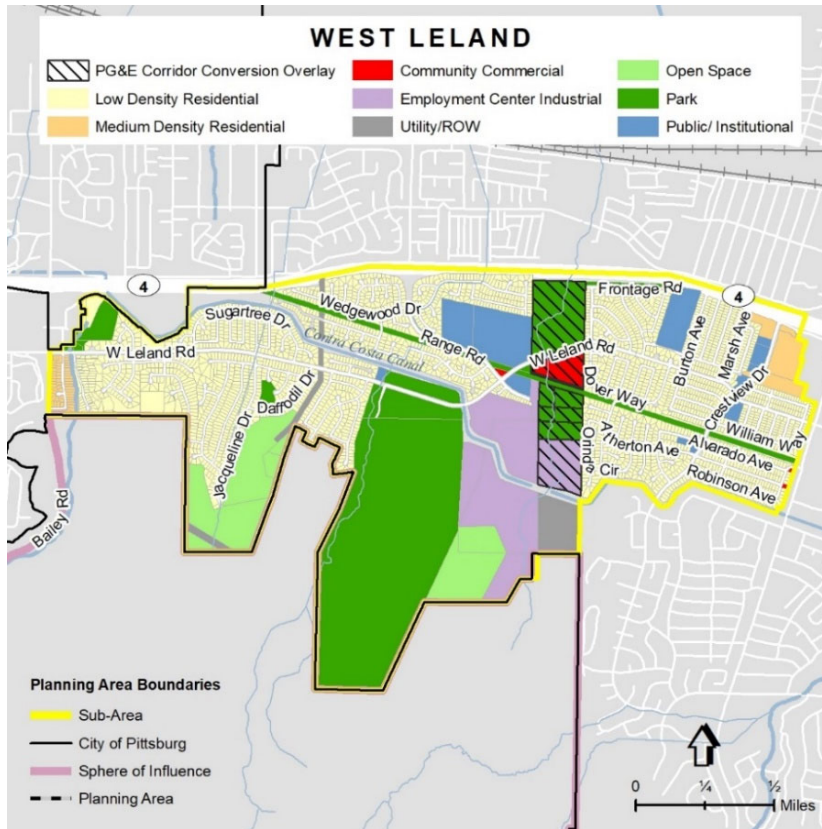 WEST LELAND
PG&E Corridor Conversion Overlay
Low Density Residential
Medium Density Residential
Community Commercial
Employment Center Industrial
Utility/ROW
Open Space
Park
Public/ Institutional
4
Sugartree Dr
Wedgewood Dr
Frontage Rd
4
W Leland Rd
Contra Costa Canal
Range Rd
W Leland Rd
Burton Ave
Marsh Ave
Crestview Dr
Daffodil Dr
Jacqueline Dr
Dover Way
William Way
Atherton Ave
Alvarado Ave
Robinson Ave
Orinda Cir
Bailey Rd
Planning Area Boundaries
Sub-Area
City of Pittsburg
Sphere of Influence
Planning Area
0 ¼ ½
Miles